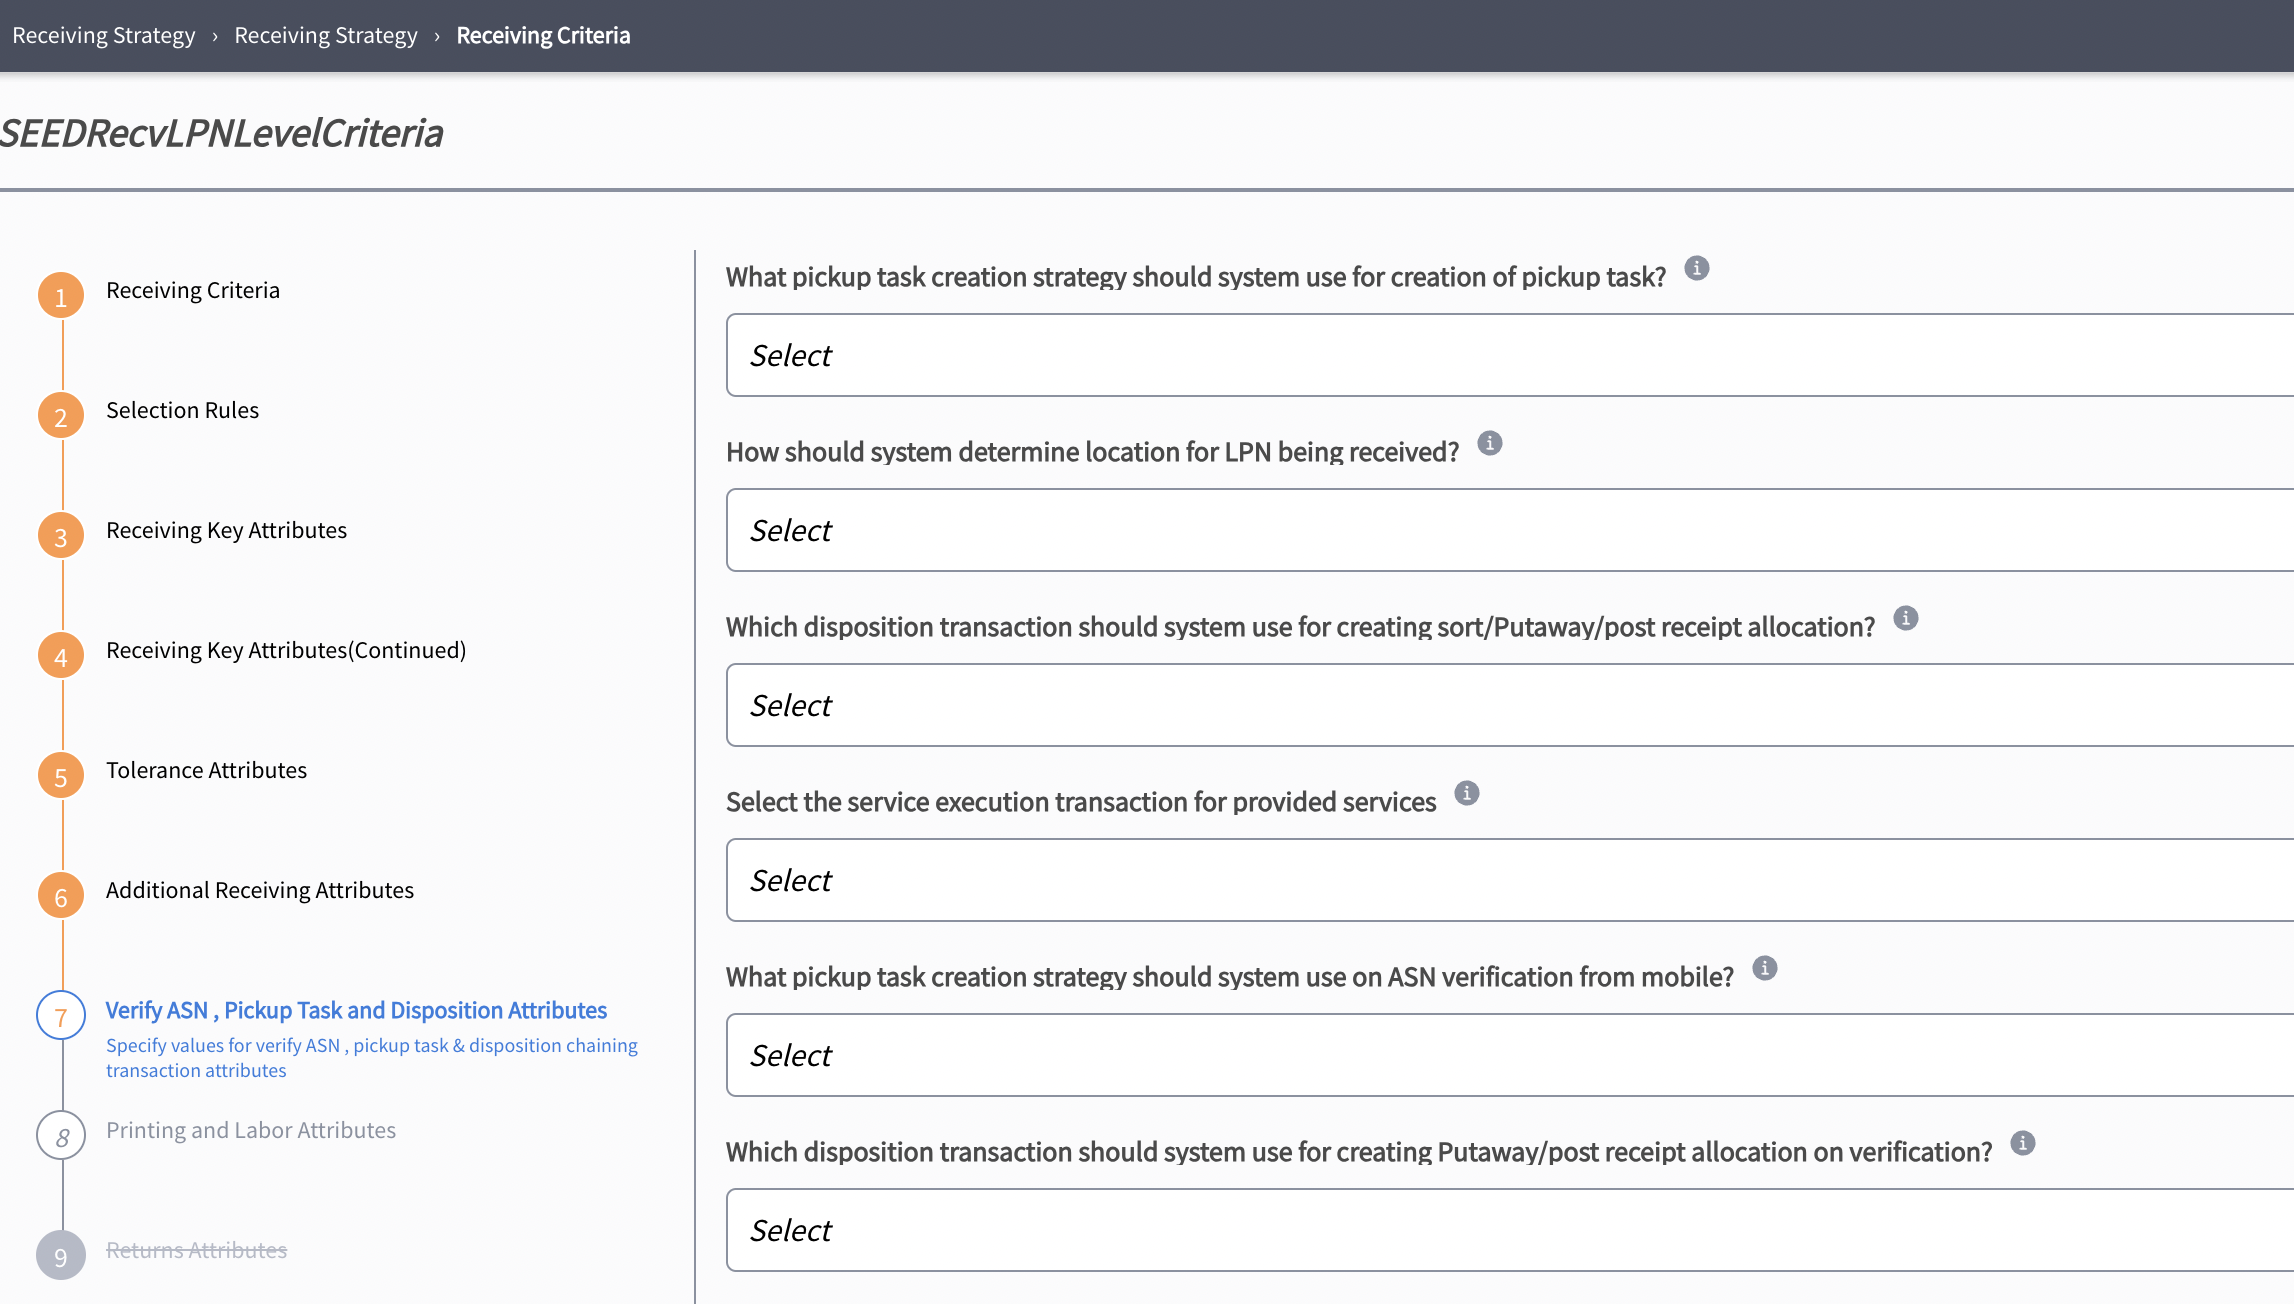 Receiving Strategy › Receiving Strategy › Receiving Criteria
SEEDRecvLPNLevelCriteria
1 Receiving Criteria
2 Selection Rules
3 Receiving Key Attributes
4 Receiving Key Attributes(Continued)
5 Tolerance Attributes
6 Additional Receiving Attributes
7 Verify ASN , Pickup Task and Disposition Attributes
Specify values for verify ASN , pickup task & disposition chaining
transaction attributes
8 Printing and Labor Attributes
9 Returns Attributes
What pickup task creation strategy should system use for creation of pickup task? i
Select
How should system determine location for LPN being received? i
Select
Which disposition transaction should system use for creating sort/Putaway/post receipt allocation? i
Select
Select the service execution transaction for provided services i
Select
What pickup task creation strategy should system use on ASN verification from mobile? i
Select
Which disposition transaction should system use for creating Putaway/post receipt allocation on verification? i
Select